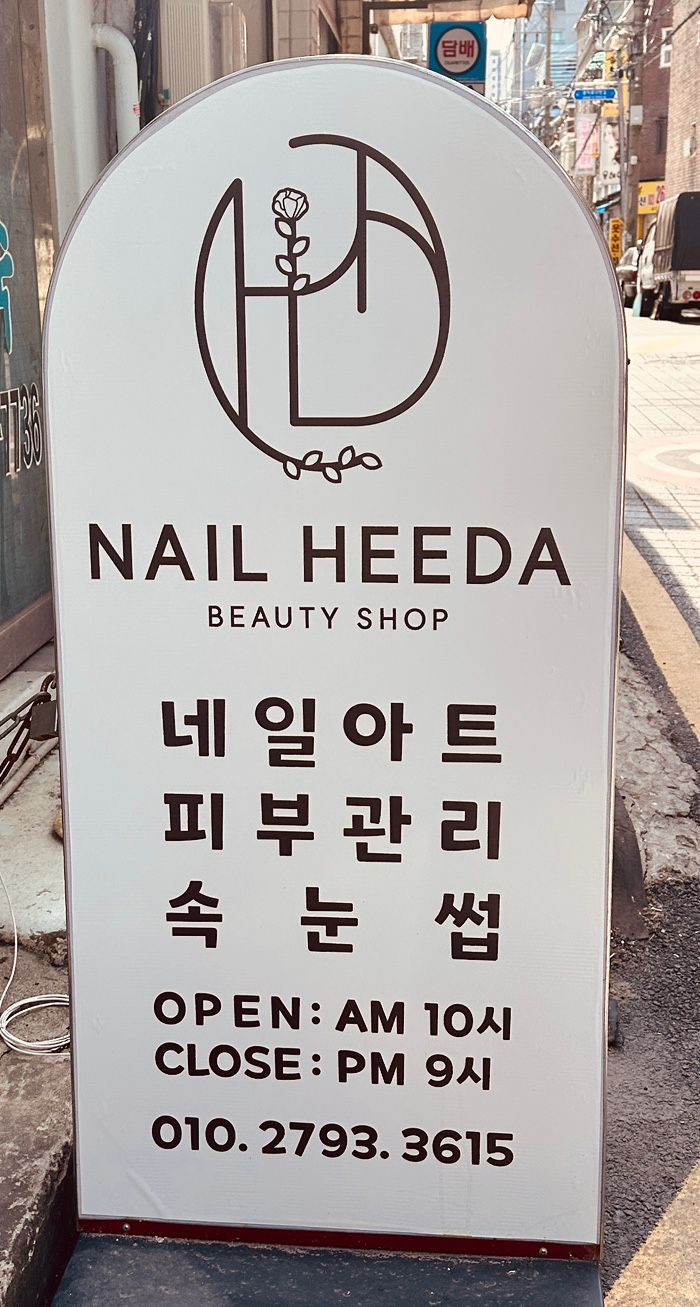 담배
NAIL HEEDA
BEAUTY SHOP
네일아트
피부관리
속눈썹
OPEN: AM 10시
CLOSE: PM 9시
010. 2793. 3615
7736